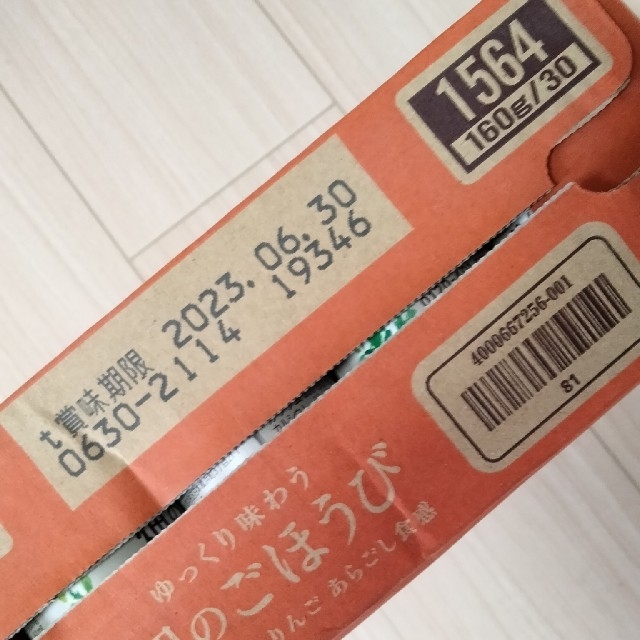 1564
160g/30
賞味期限 2023.06.30
0630-2114 19346
4000667256-001
81
ゆっくり味わう
のごほうび
りんご あらごし食感